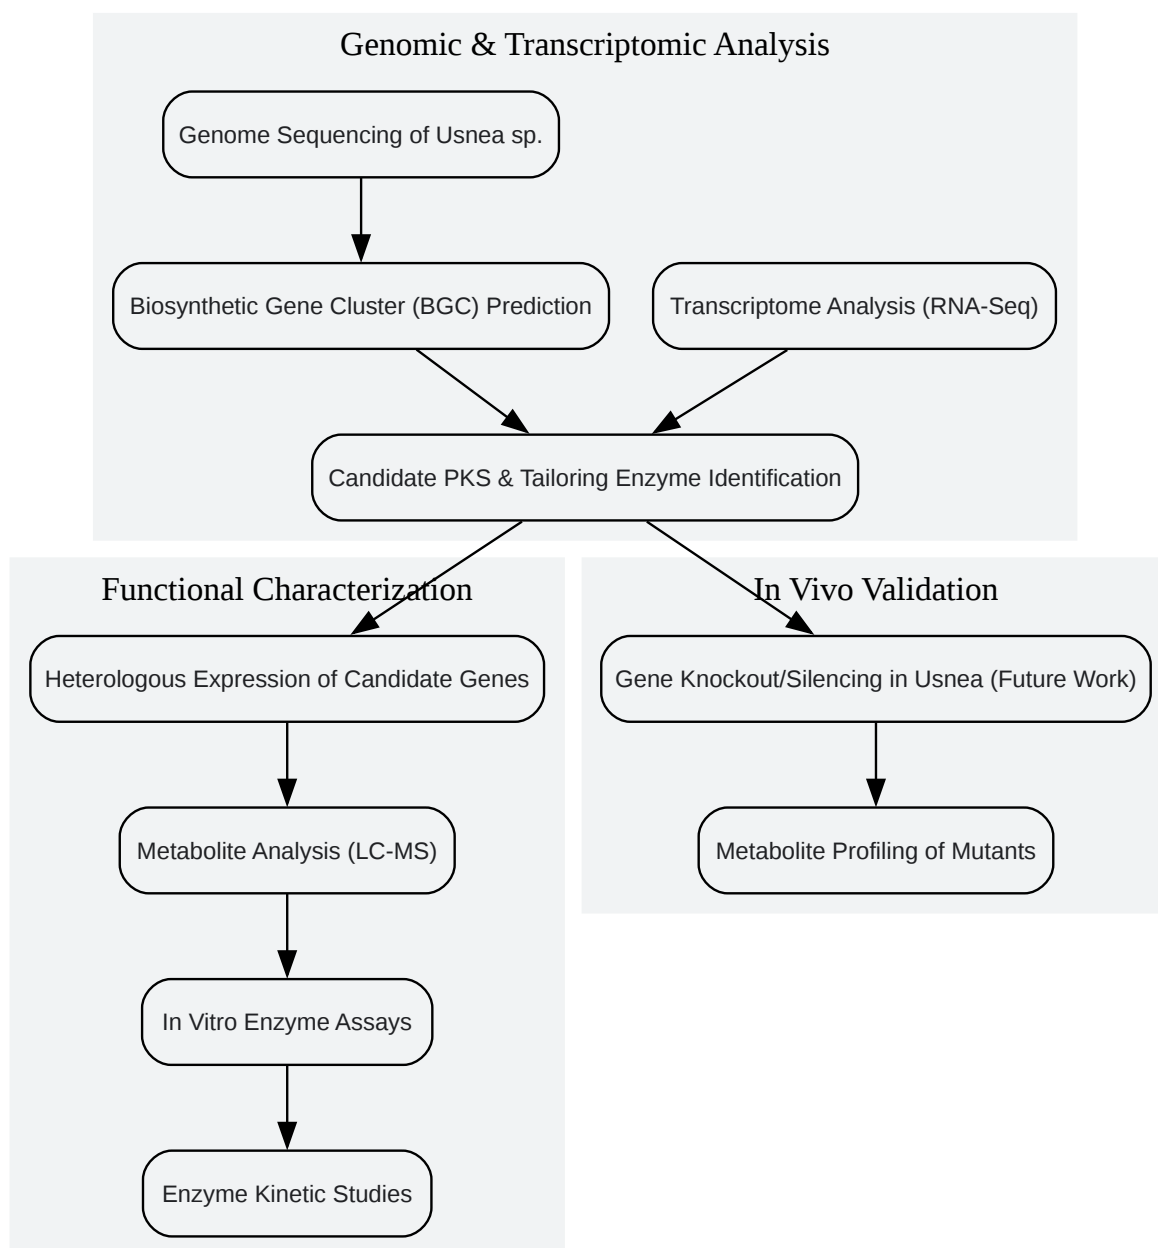 Genomic & Transcriptomic Analysis
Genome Sequencing of Usnea sp.
Biosynthetic Gene Cluster (BGC) Prediction
Transcriptome Analysis (RNA-Seq)
Candidate PKS & Tailoring Enzyme Identification
Functional Characterization
Heterologous Expression of Candidate Genes
Metabolite Analysis (LC-MS)
In Vitro Enzyme Assays
Enzyme Kinetic Studies
In Vivo Validation
Gene Knockout/Silencing in Usnea (Future Work)
Metabolite Profiling of Mutants